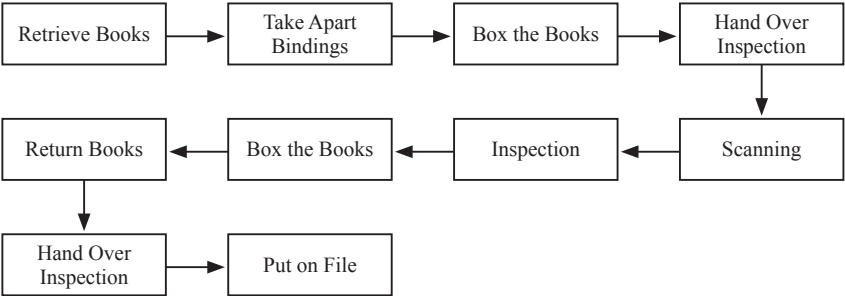 Retrieve Books
Take Apart
Bindings
Box the Books
Hand Over
Inspection
Return Books
Box the Books
Inspection
Scanning
Hand Over
Inspection
Put on File